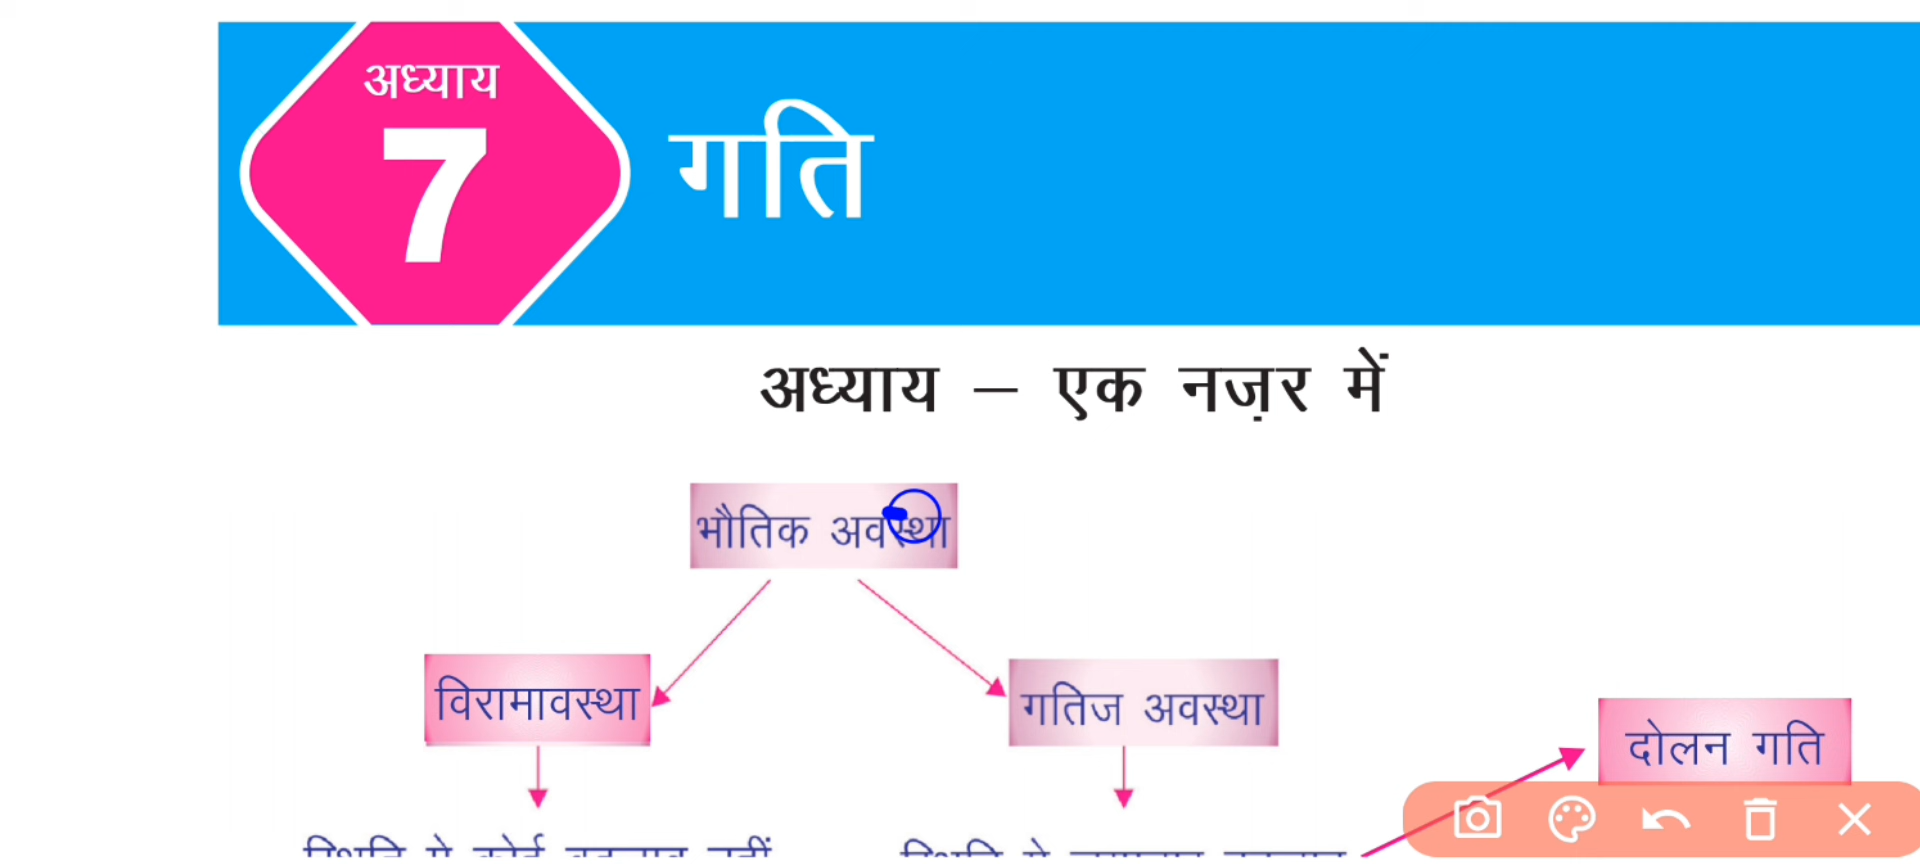 अध्याय
7
गति
अध्याय – एक नज़र में
भौतिक अवस्था
विरामावस्था
गतिज अवस्था
दोलन गति